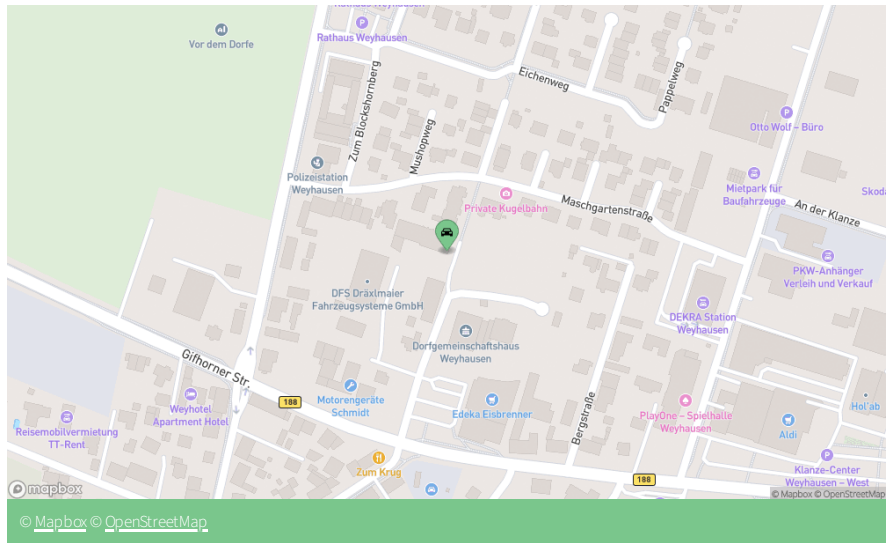 Rathaus Weyhausen
Vor dem Dorfe
Rathaus Weyhausen
Eichenweg
Pappelweg
Zum Blockshornberg
Mushopweg
Otto Wolf – Büro
Polizeistation
Weyhausen
Private Kugelbahn
Maschgartenstraße
Mietpark für
Baufahrzeuge
Skoda
An der Klanze
PKW-Anhänger
Verleih und Verkauf
DFS Dräxlmaier
Fahrzeugsysteme GmbH
DEKRA Station
Weyhausen
Dorfgemeinschaftshaus
Weyhausen
Gifhorner Str.
188
Weyhotel
Apartment Hotel
Motorengeräte
Schmidt
Edeka Eisbrenner
Bergstraße
PlayOne – Spielhalle
Weyhausen
Hol'ab
Aldi
Reisemobilvermietung
TT-Rent
Zum Krug
188
Klanze-Center
Weyhausen – West
mapbox
© Mapbox © OpenStreetMap
© Mapbox © OpenStreetMap